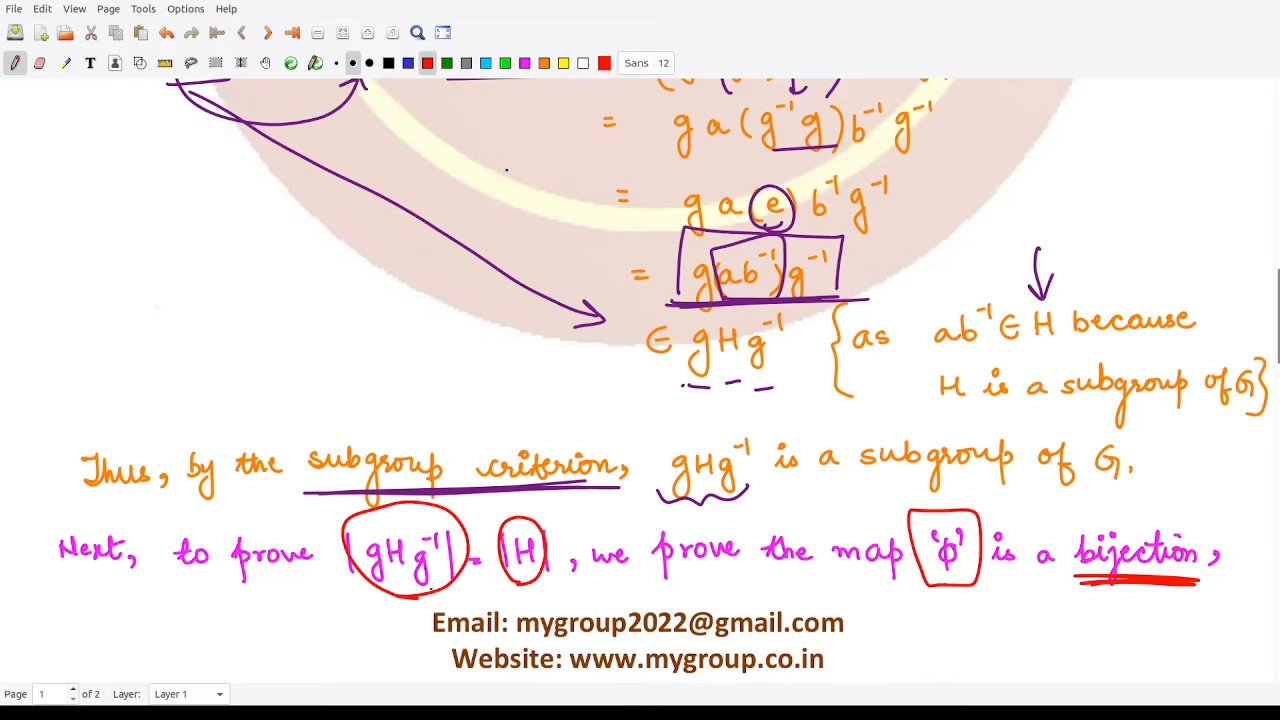 File Edit View Page Tools Options Help
Sans 12
= g a ( g⁻¹ g ) b⁻¹ g⁻¹
= g a (e) b⁻¹ g⁻¹
= g(ab⁻¹)g⁻¹
∈ gHg⁻¹ { as ab⁻¹ ∈ H because
H is a subgroup of G }
Thus, by the subgroup criterion, gHg⁻¹ is a subgroup of G.
Next, to prove |gHg⁻¹| = |H|, we prove the map 'φ' is a bijection,
Email: mygroup2022@gmail.com
Website: www.mygroup.co.in
Page 1 of 2 Layer: Layer 1